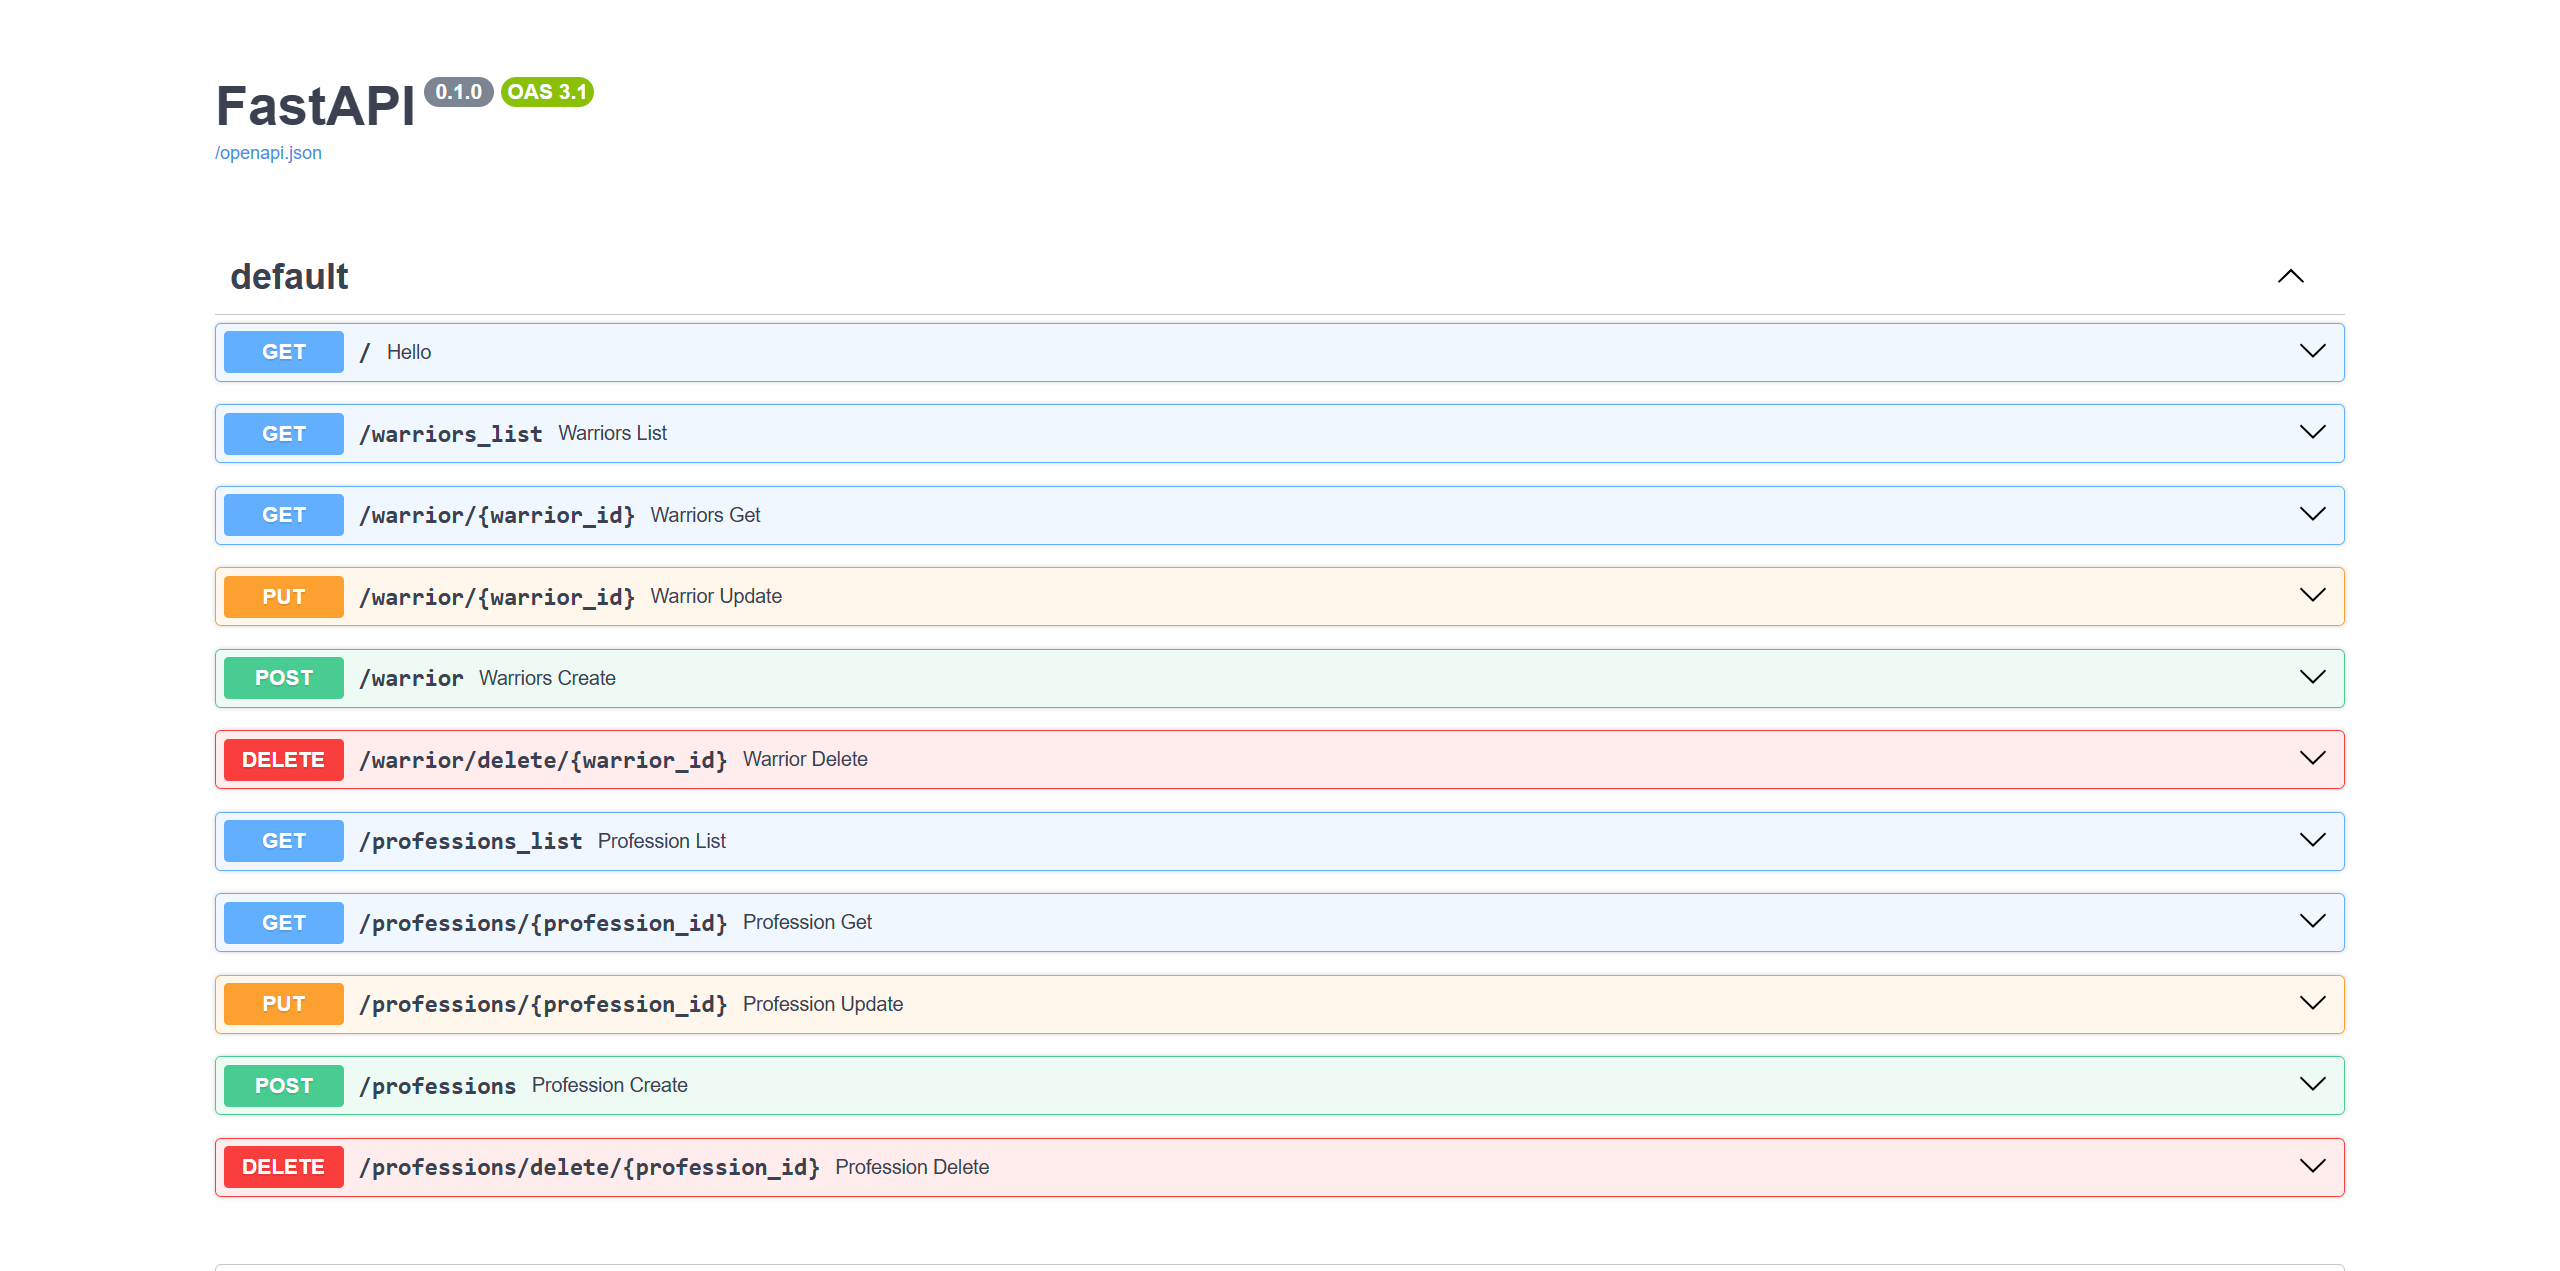 FastAPI 0.1.0 OAS 3.1
/openapi.json
default
GET / Hello
GET /warriors_list Warriors List
GET /warrior/{warrior_id} Warriors Get
PUT /warrior/{warrior_id} Warrior Update
POST /warrior Warriors Create
DELETE /warrior/delete/{warrior_id} Warrior Delete
GET /professions_list Profession List
GET /professions/{profession_id} Profession Get
PUT /professions/{profession_id} Profession Update
POST /professions Profession Create
DELETE /professions/delete/{profession_id} Profession Delete